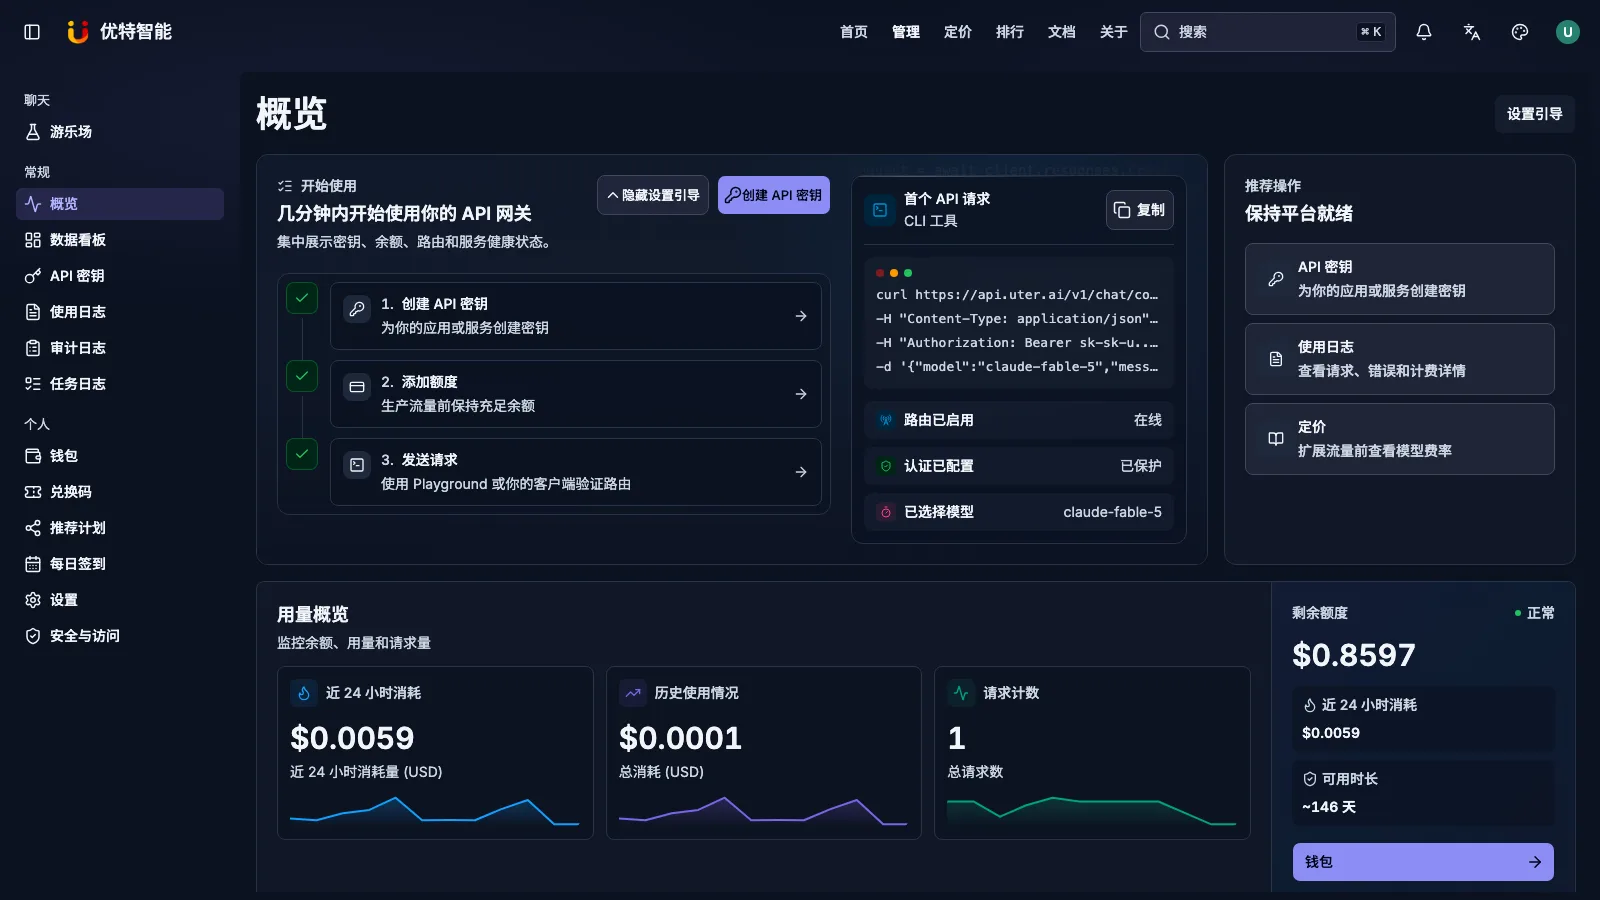 优特智能
首页
管理
定价
排行
文档
关于
搜索
⌘ K
U
聊天
游乐场
常规
概览
数据看板
API 密钥
使用日志
审计日志
任务日志
个人
钱包
兑换码
推荐计划
每日签到
设置
安全与访问
概览
设置引导
开始使用
几分钟内开始使用你的 API 网关
集中展示密钥、余额、路由和服务健康状态。
隐藏设置引导
创建 API 密钥
1. 创建 API 密钥
为你的应用或服务创建密钥
2. 添加额度
生产流量前保持充足余额
3. 发送请求
使用 Playground 或你的客户端验证路由
= await client.responses.
首个 API 请求
CLI 工具
复制
curl https://api.uter.ai/v1/chat/co…
-H "Content-Type: application/json"…
-H "Authorization: Bearer sk-sk-u...…
-d '{"model":"claude-fable-5","mess…
路由已启用
在线
认证已配置
已保护
已选择模型
claude-fable-5
推荐操作
保持平台就绪
API 密钥
为你的应用或服务创建密钥
使用日志
查看请求、错误和计费详情
定价
扩展流量前查看模型费率
用量概览
监控余额、用量和请求量
近 24 小时消耗
$0.0059
近 24 小时消耗量 (USD)
历史使用情况
$0.0001
总消耗 (USD)
请求计数
1
总请求数
剩余额度
正常
$0.8597
近 24 小时消耗
$0.0059
可用时长
~146 天
钱包